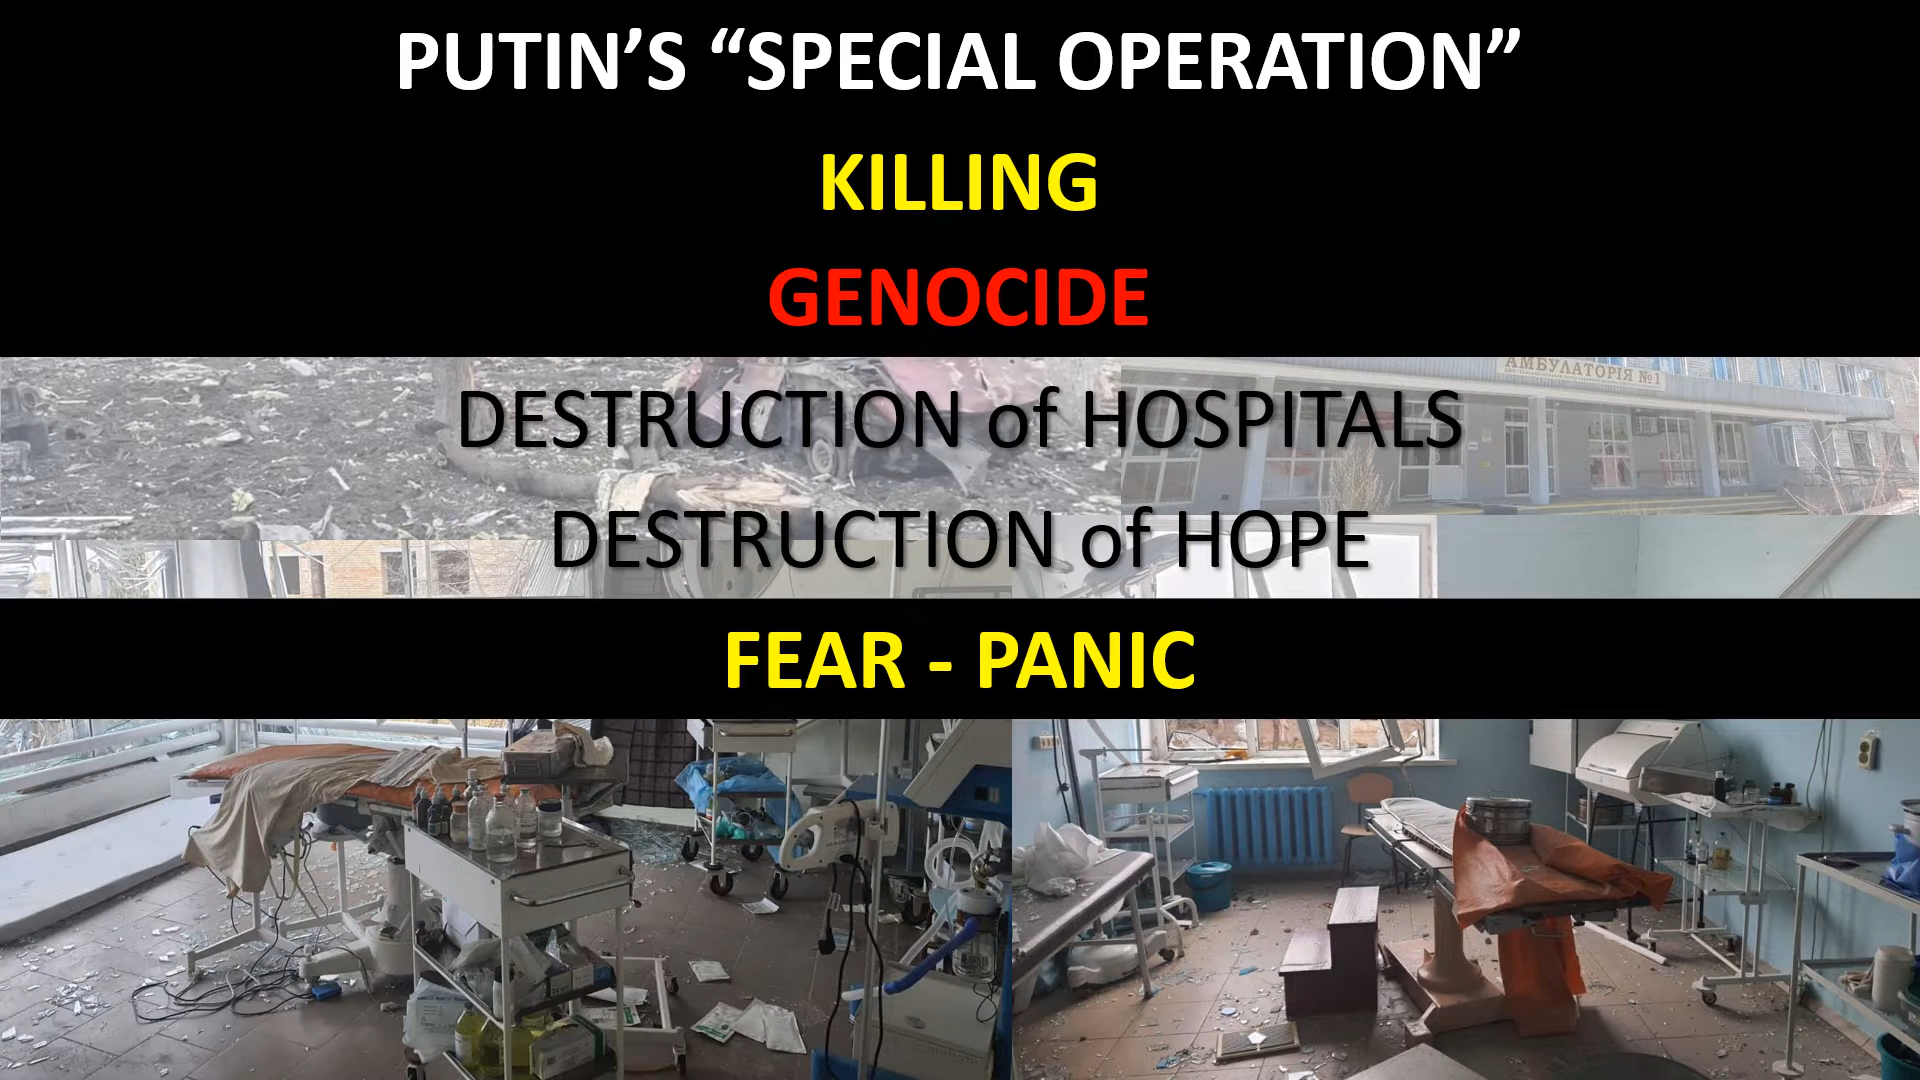 PUTIN’S “SPECIAL OPERATION”
KILLING
GENOCIDE
АМБУЛАТОРІЯ №1
DESTRUCTION of HOSPITALS
DESTRUCTION of HOPE
FEAR - PANIC